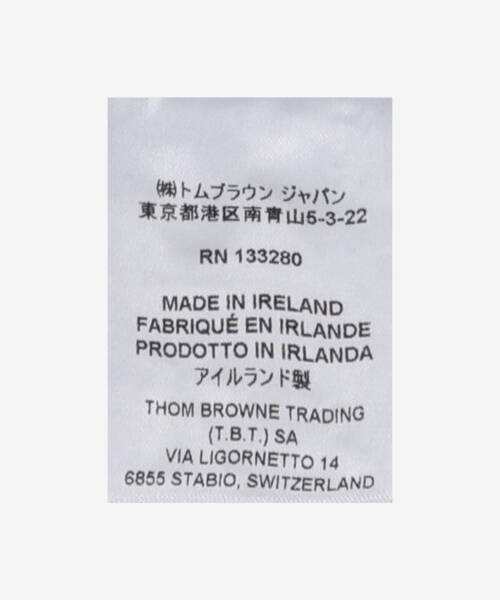 ㈱トムブラウン ジャパン
東京都港区南青山5-3-22
RN 133280
MADE IN IRELAND
FABRIQUÉ EN IRLANDE
PRODOTTO IN IRLANDA
アイルランド製
THOM BROWNE TRADING
(T.B.T.) SA
VIA LIGORNETTO 14
6855 STABIO, SWITZERLAND